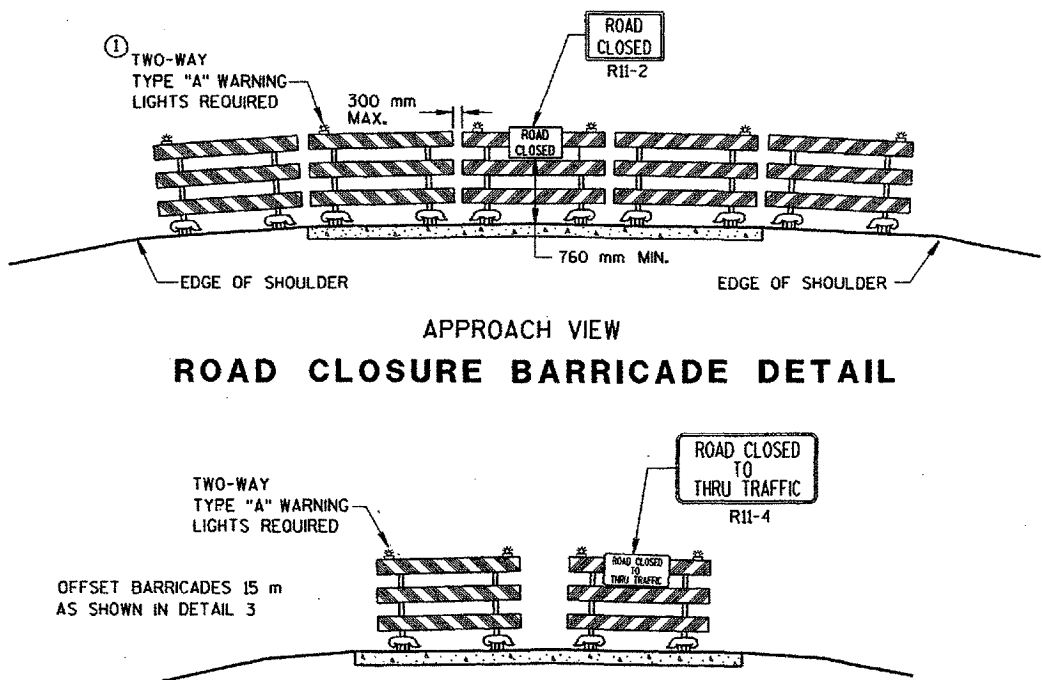 ROAD
CLOSED
R11-2
1
TWO-WAY
TYPE "A" WARNING
LIGHTS REQUIRED
300 mm
MAX.
ROAD
CLOSED
760 mm MIN.
EDGE OF SHOULDER
EDGE OF SHOULDER
APPROACH VIEW
ROAD CLOSURE BARRICADE DETAIL
ROAD CLOSED
TO
THRU TRAFFIC
R11-4
TWO-WAY
TYPE "A" WARNING
LIGHTS REQUIRED
ROAD CLOSED
TO
THRU TRAFFIC
OFFSET BARRICADES 15 m
AS SHOWN IN DETAIL 3